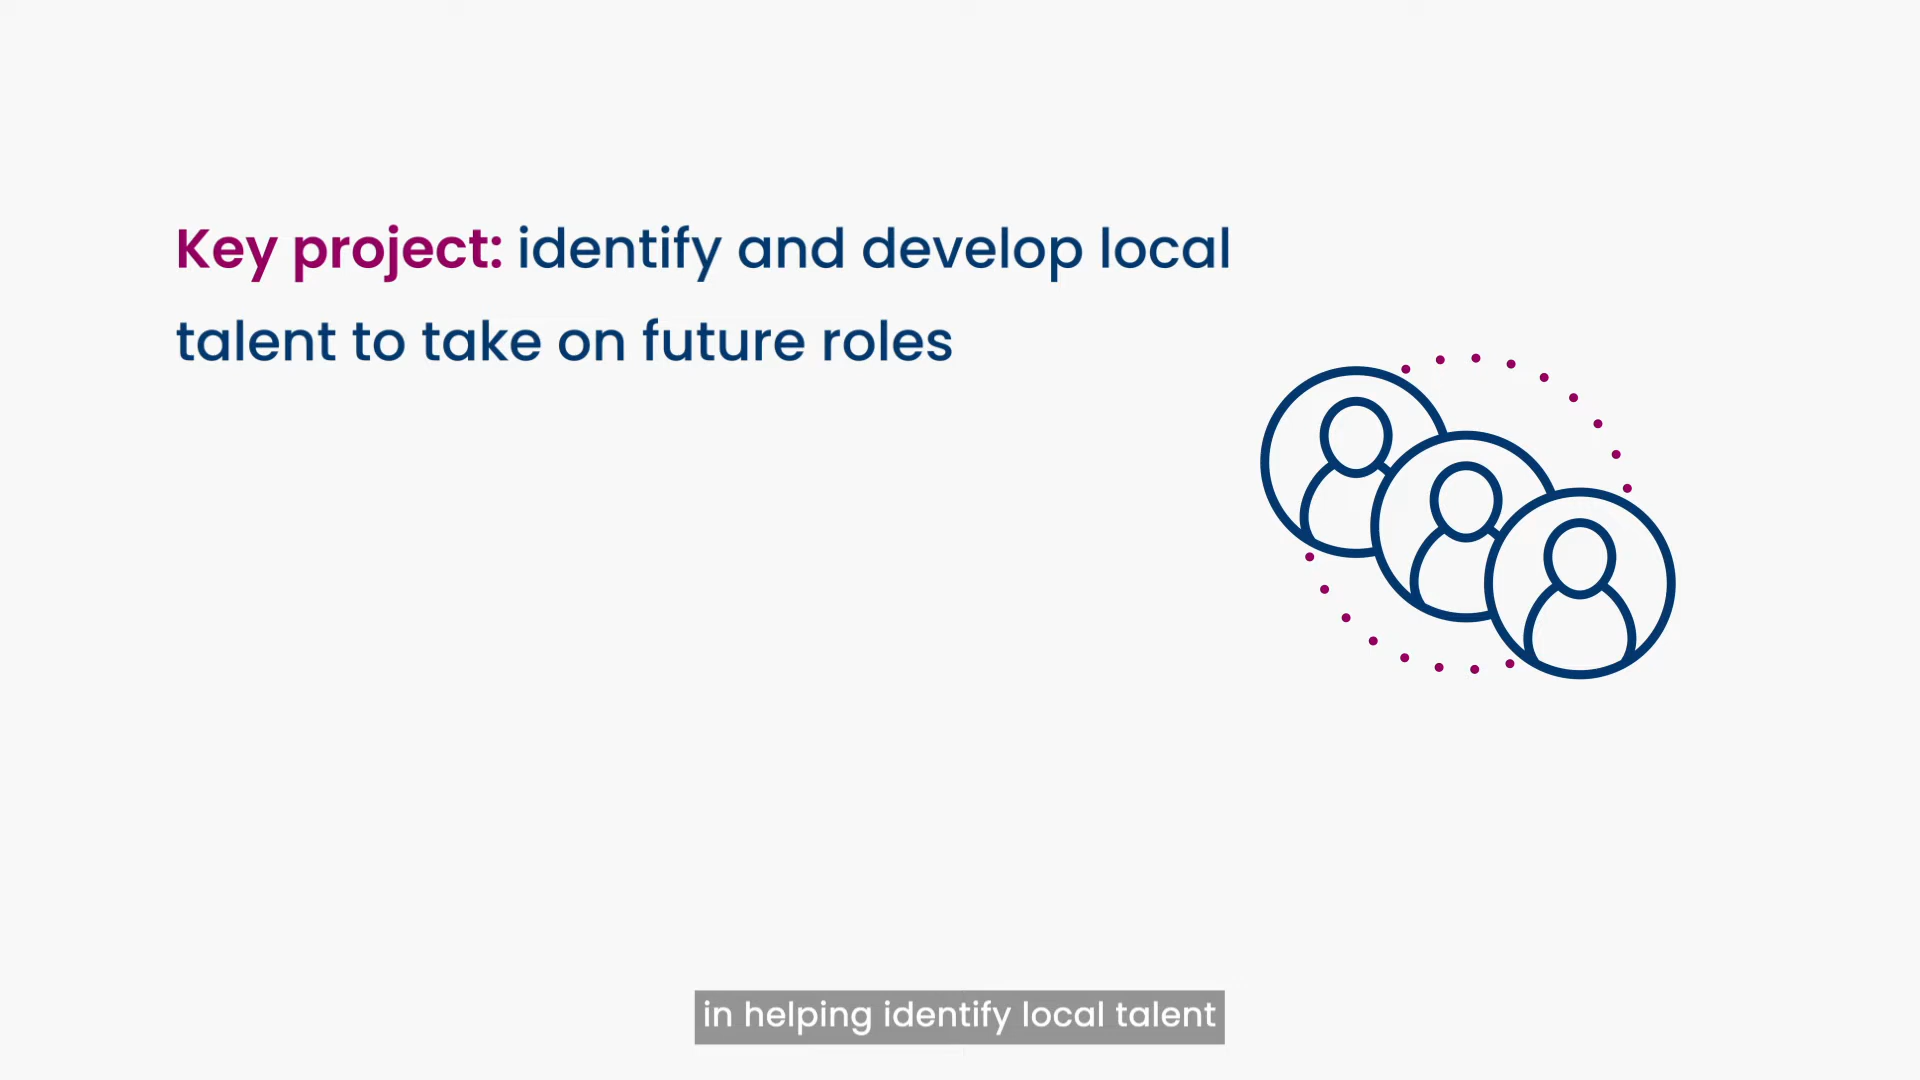 Key project: identify and develop local
talent to take on future roles
in helping identify local talent